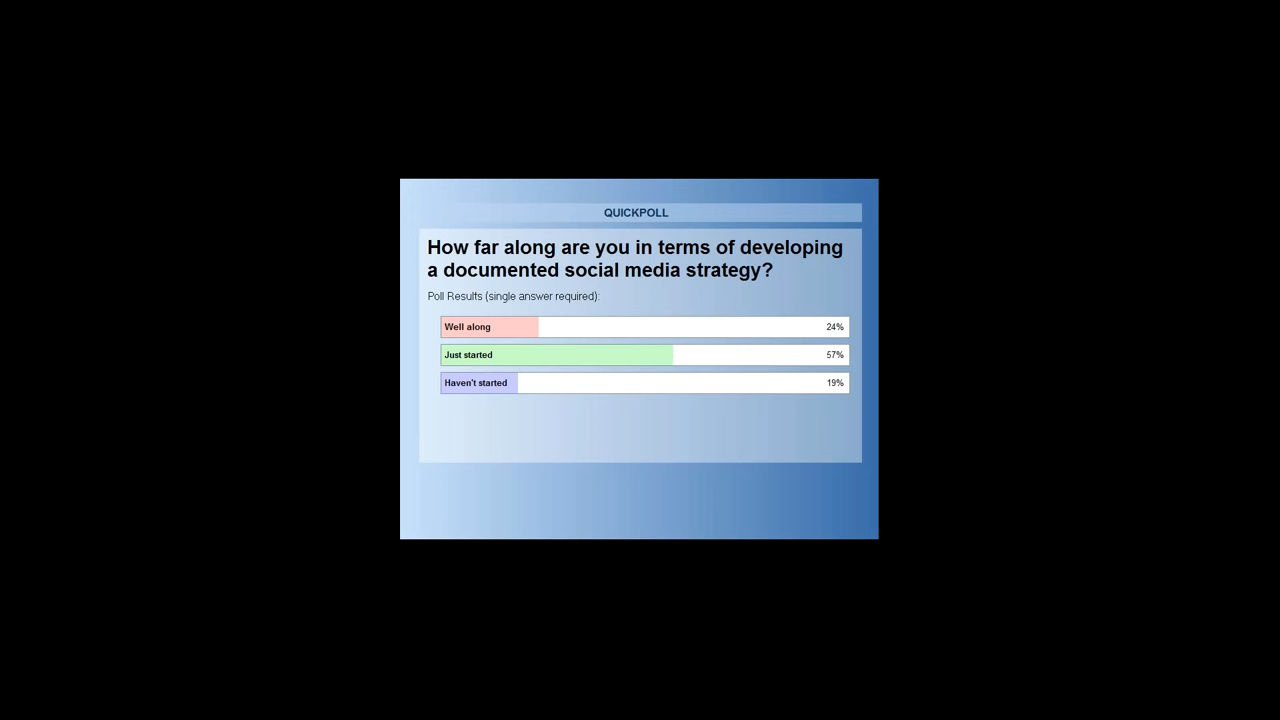 QUICKPOLL
How far along are you in terms of developing
a documented social media strategy?
Poll Results (single answer required):
Well along 24%
Just started 57%
Haven't started 19%